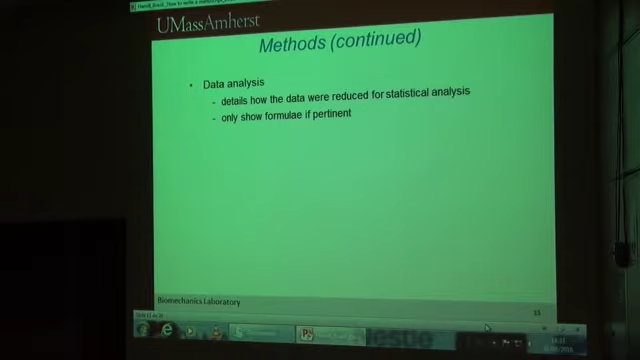 UMassAmherst
Methods (continued)
• Data analysis
- details how the data were reduced for statistical analysis
- only show formulae if pertinent
Biomechanics Laboratory